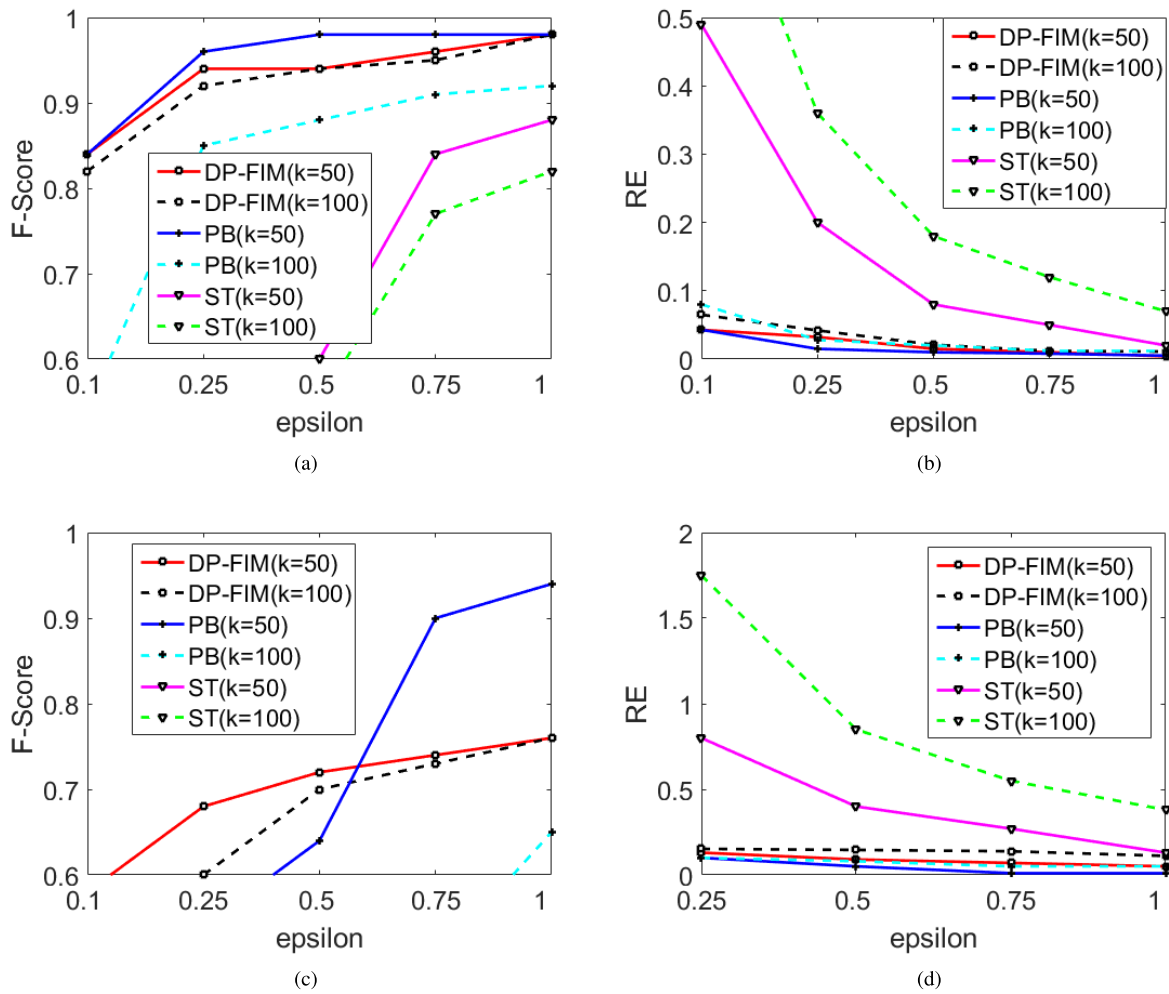 1
0.9
0.8
0.7
0.6
F-Score
DP-FIM(k=50)
DP-FIM(k=100)
PB(k=50)
PB(k=100)
ST(k=50)
ST(k=100)
0.1 0.25 0.5 0.75 1
epsilon
(a)
0.5
0.4
0.3
0.2
0.1
0
RE
DP-FIM(k=50)
DP-FIM(k=100)
PB(k=50)
PB(k=100)
ST(k=50)
ST(k=100)
0.1 0.25 0.5 0.75 1
epsilon
(b)
1
0.9
0.8
0.7
0.6
F-Score
DP-FIM(k=50)
DP-FIM(k=100)
PB(k=50)
PB(k=100)
ST(k=50)
ST(k=100)
0.1 0.25 0.5 0.75 1
epsilon
(c)
2
1.5
1
0.5
0
RE
DP-FIM(k=50)
DP-FIM(k=100)
PB(k=50)
PB(k=100)
ST(k=50)
ST(k=100)
0.25 0.5 0.75 1
epsilon
(d)